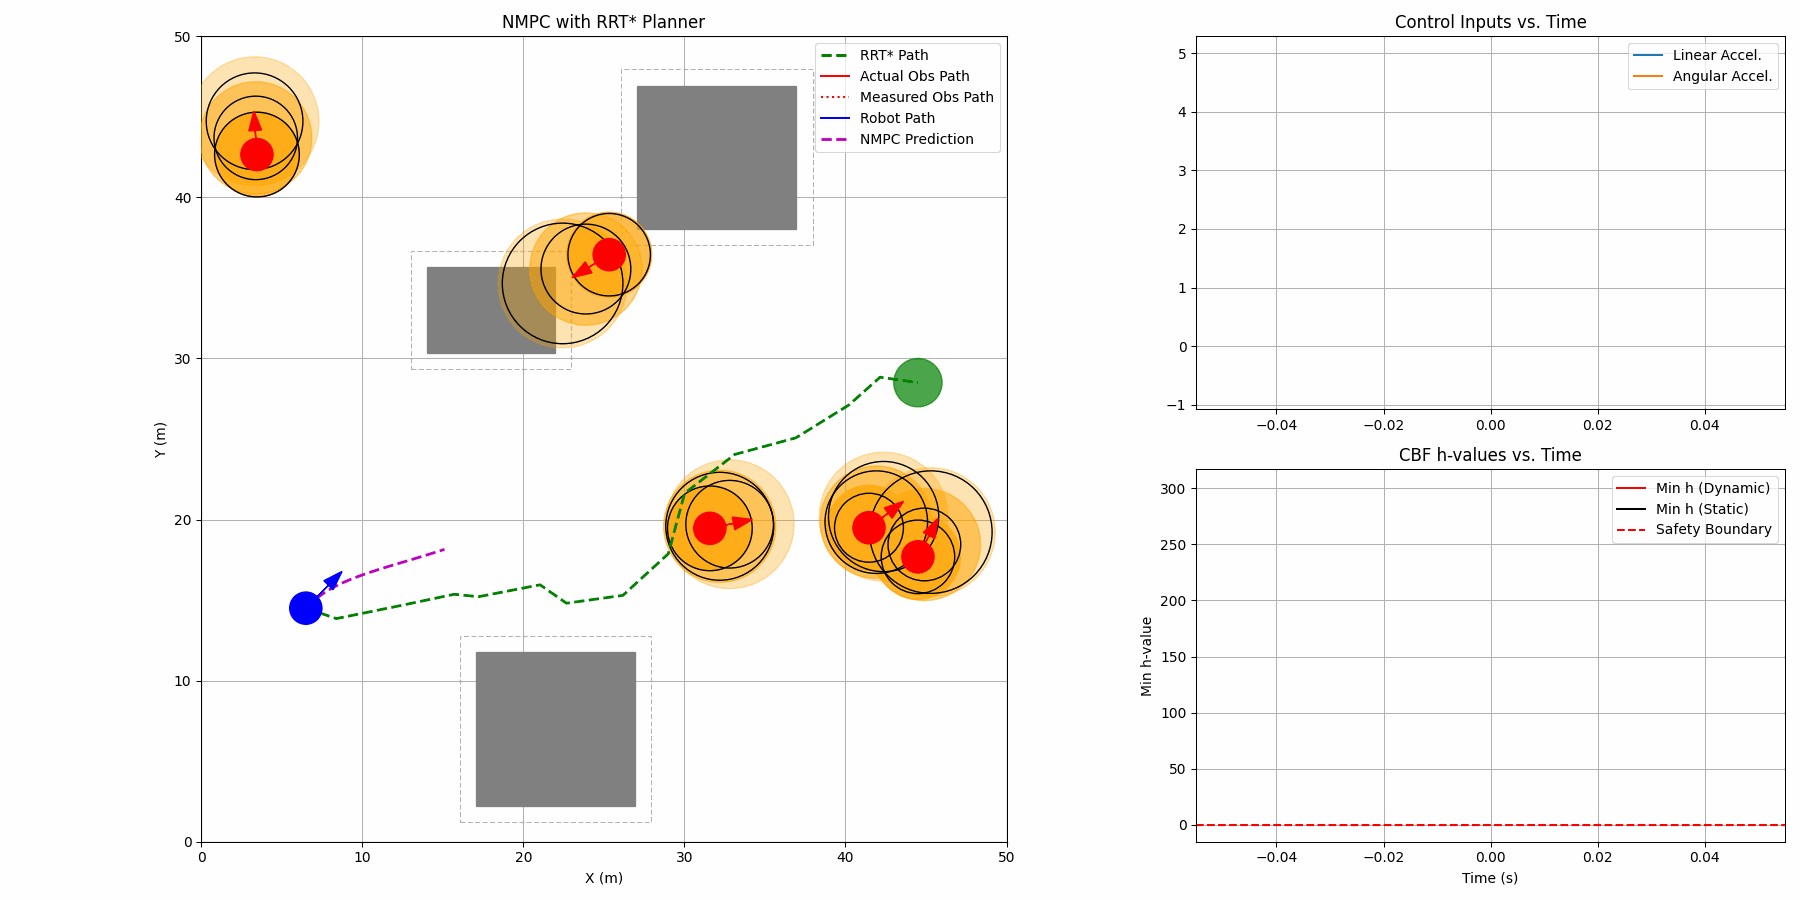 NMPC with RRT* Planner
50
40
30
20
10
0
Y (m)
0 10 20 30 40 50
X (m)
RRT* Path
Actual Obs Path
Measured Obs Path
Robot Path
NMPC Prediction
Control Inputs vs. Time
5
4
3
2
1
0
−1
−0.04 −0.02 0.00 0.02 0.04
Linear Accel.
Angular Accel.
CBF h-values vs. Time
300
250
200
150
100
50
0
Min h-value
−0.04 −0.02 0.00 0.02 0.04
Time (s)
Min h (Dynamic)
Min h (Static)
Safety Boundary